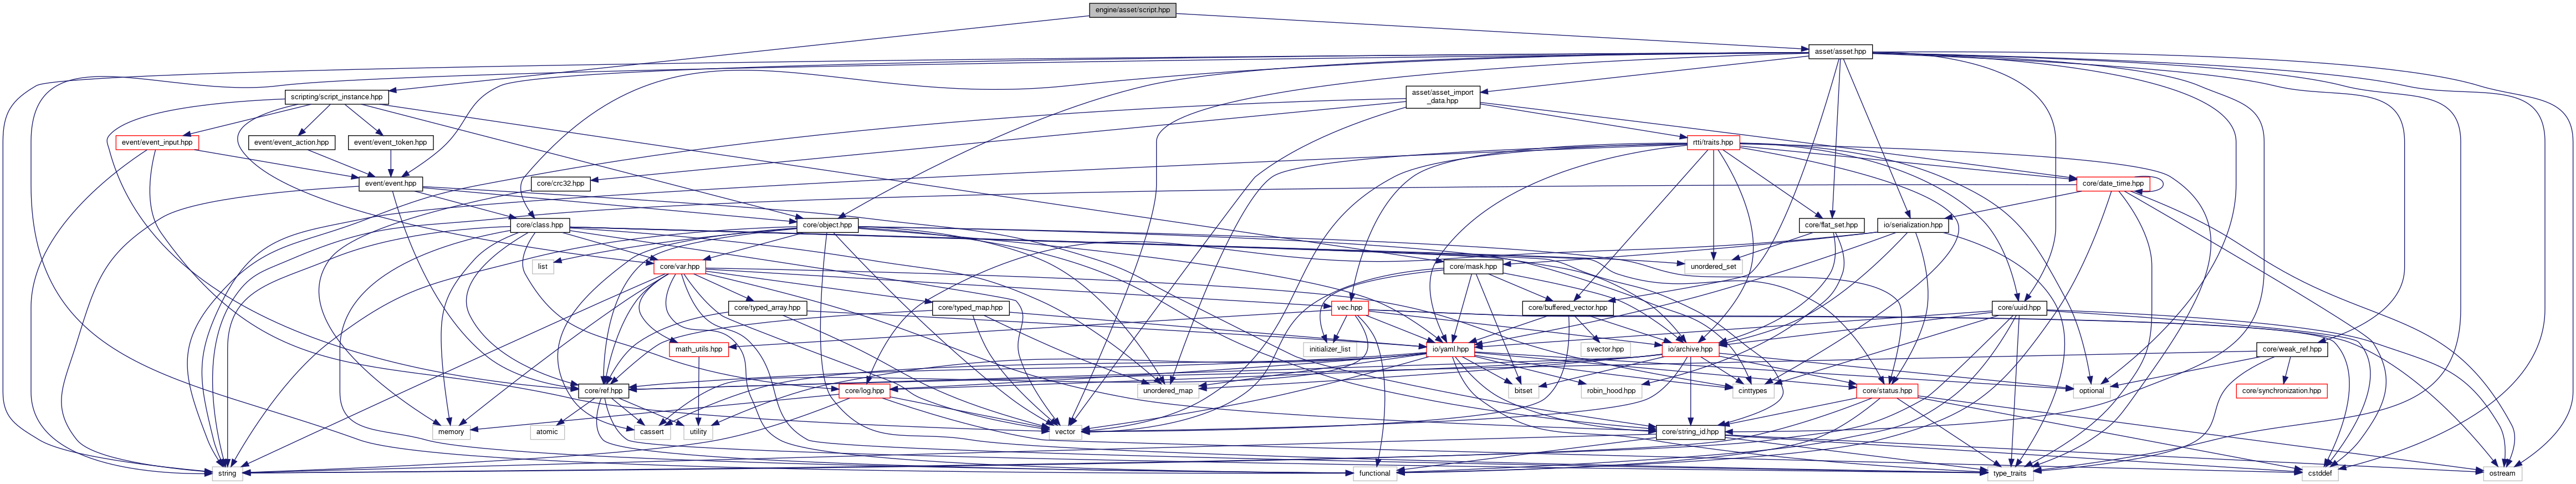 engine/asset/script.hpp
asset/asset.hpp
scripting/script_instance.hpp
asset/asset_import
_data.hpp
event/event_input.hpp
event/event_action.hpp
event/event_token.hpp
rtti/traits.hpp
event/event.hpp
core/crc32.hpp
core/date_time.hpp
core/class.hpp
core/object.hpp
core/flat_set.hpp
io/serialization.hpp
list
core/var.hpp
core/mask.hpp
unordered_set
core/typed_array.hpp
core/typed_map.hpp
vec.hpp
core/buffered_vector.hpp
core/uuid.hpp
math_utils.hpp
initializer_list
io/yaml.hpp
svector.hpp
io/archive.hpp
core/weak_ref.hpp
core/ref.hpp
core/log.hpp
unordered_map
bitset
robin_hood.hpp
cinttypes
core/status.hpp
optional
core/synchronization.hpp
memory
atomic
cassert
utility
vector
core/string_id.hpp
string
functional
type_traits
cstddef
ostream